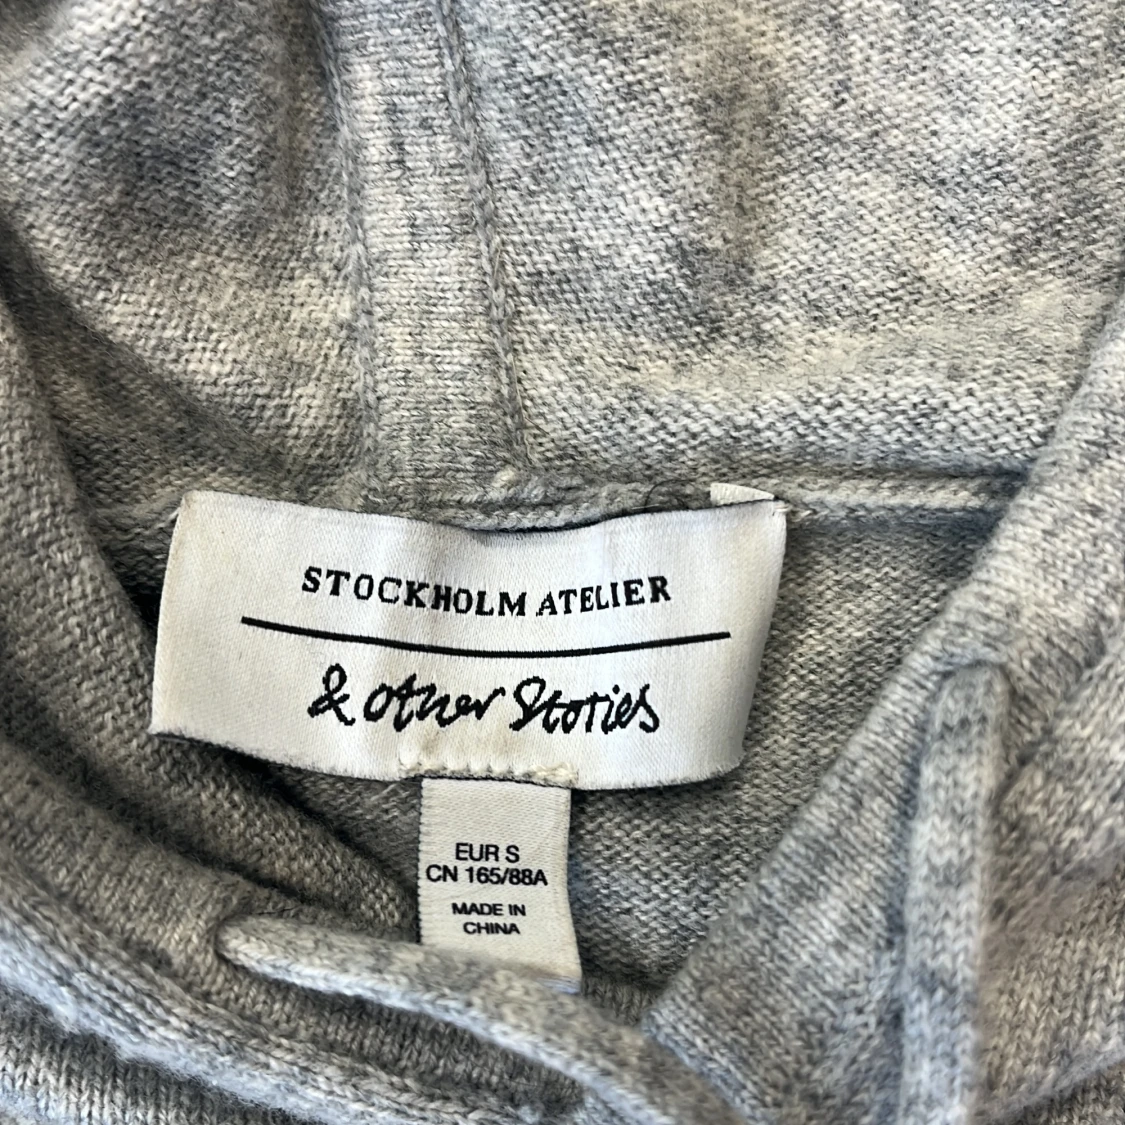 STOCKHOLM ATELIER
& other Stories
EUR S
CN 165/88A
MADE IN
CHINA